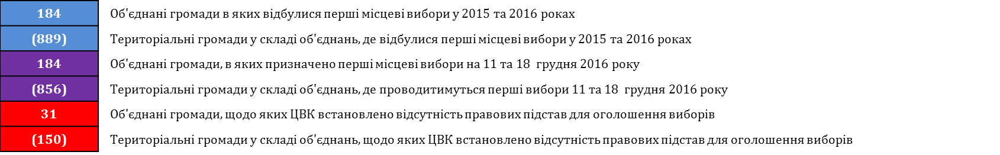 184 Об'єднані громади в яких відбулися перші місцеві вибори у 2015 та 2016 роках
(889) Територіальні громади у складі об'єднань, де відбулися перші місцеві вибори у 2015 та 2016 роках
184 Об'єднані громади, в яких призначено перші місцеві вибори на 11 та 18 грудня 2016 року
(856) Територіальні громади у складі об'єднань, де проводитимуться перші вибори 11 та 18 грудня 2016 року
31 Об'єднані громади, щодо яких ЦВК встановлено відсутність правових підстав для оголошення виборів
(150) Територіальні громади у складі об'єднань, щодо яких ЦВК встановлено відсутність правових підстав для оголошення виборів